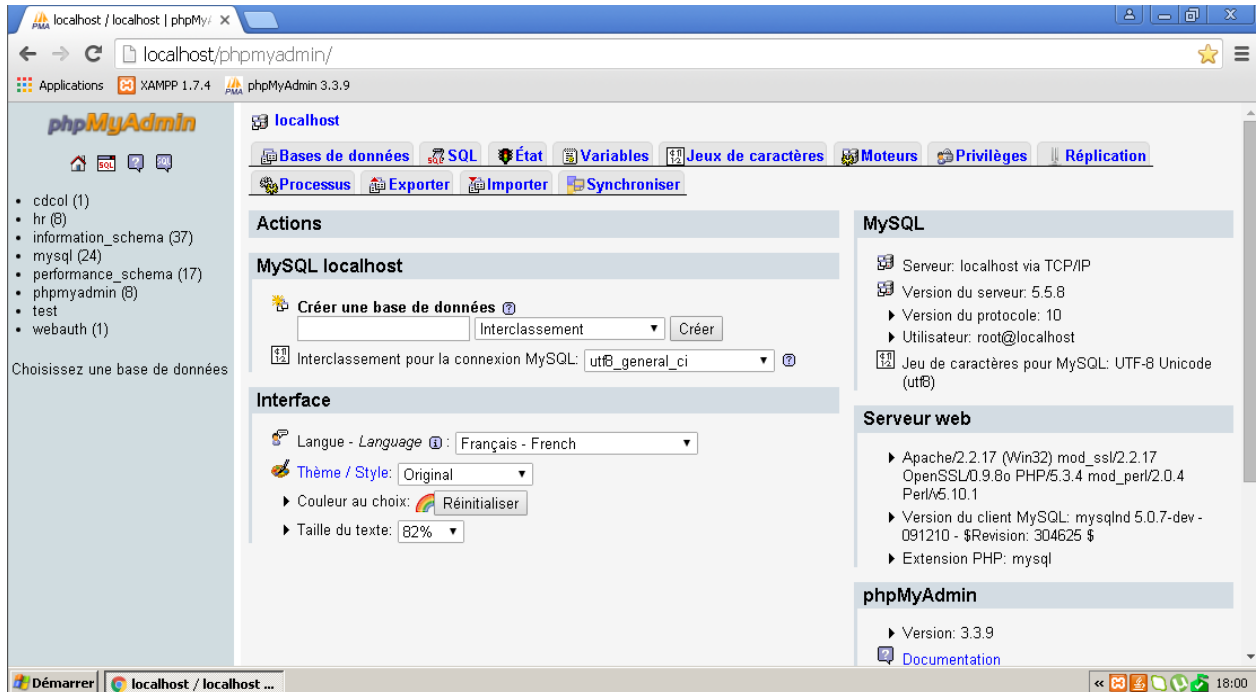 localhost / localhost | phpMyA
localhost/phpmyadmin/
Applications XAMPP 1.7.4 phpMyAdmin 3.3.9
phpMyAdmin
cdcol (1)
hr (8)
information_schema (37)
mysql (24)
performance_schema (17)
phpmyadmin (8)
test
webauth (1)
Choisissez une base de données
localhost
Bases de données SQL État Variables Jeux de caractères Moteurs Privilèges Réplication
Processus Exporter Importer Synchroniser
Actions
MySQL localhost
Créer une base de données
Interclassement Créer
Interclassement pour la connexion MySQL: utf8_general_ci
Interface
Langue - Language : Français - French
Thème / Style: Original
Couleur au choix: Réinitialiser
Taille du texte: 82%
MySQL
Serveur: localhost via TCP/IP
Version du serveur: 5.5.8
Version du protocole: 10
Utilisateur: root@localhost
Jeu de caractères pour MySQL: UTF-8 Unicode
(utf8)
Serveur web
Apache/2.2.17 (Win32) mod_ssl/2.2.17
OpenSSL/0.9.8o PHP/5.3.4 mod_perl/2.0.4
Perl/v5.10.1
Version du client MySQL: mysqlnd 5.0.7-dev -
091210 - $Revision: 304625 $
Extension PHP: mysql
phpMyAdmin
Version: 3.3.9
Documentation
Démarrer localhost / localhost ... 18:00